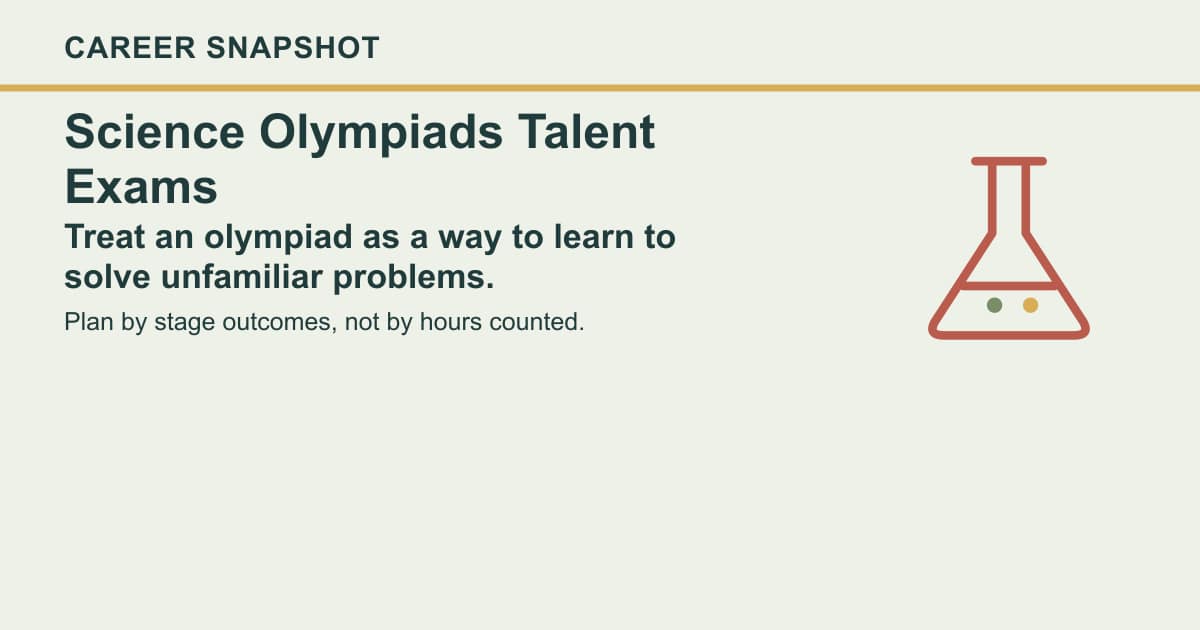 CAREER SNAPSHOT
Science Olympiads Talent
Exams
Treat an olympiad as a way to learn to
solve unfamiliar problems.
Plan by stage outcomes, not by hours counted.